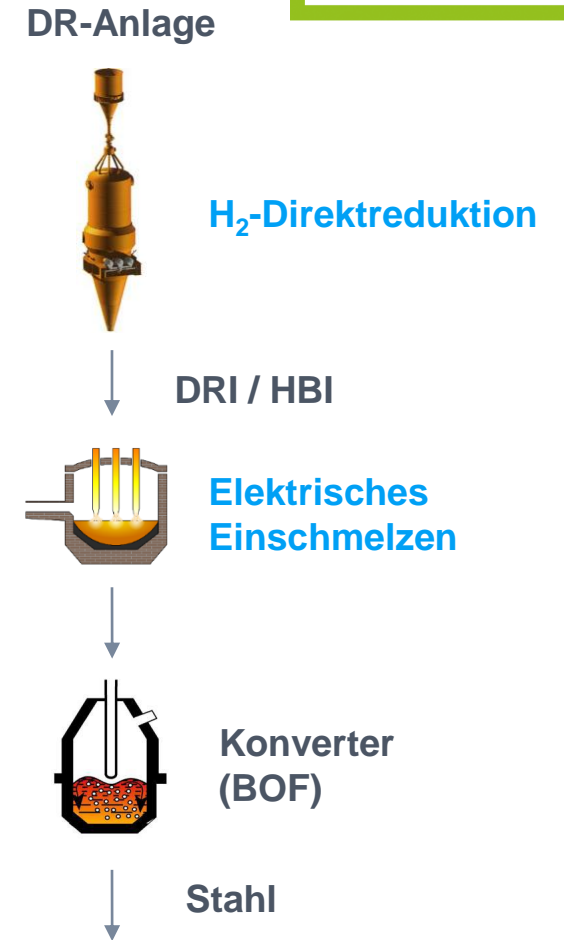 DR-Anlage
H₂-Direktreduktion
DRI / HBI
Elektrisches
Einschmelzen
Konverter
(BOF)
Stahl